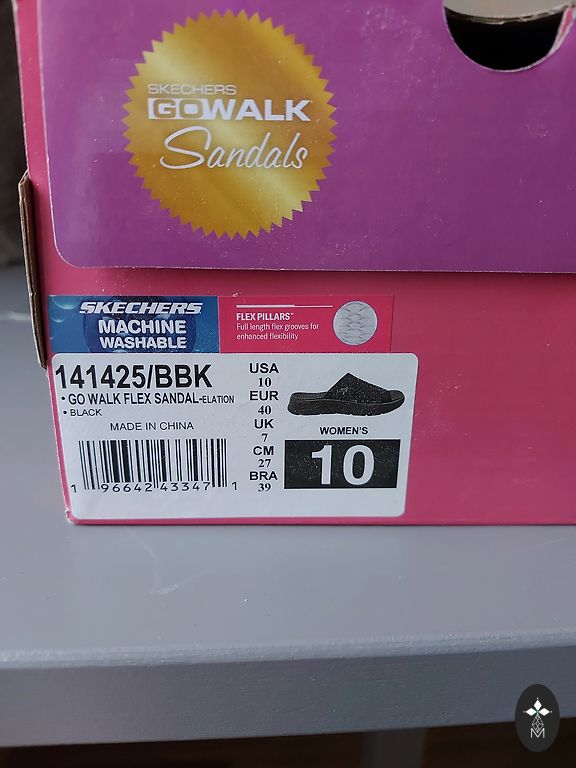 SKECHERS
GOWALK
Sandals
SKECHERS
MACHINE
WASHABLE
FLEX PILLARS™
Full length flex grooves for
enhanced flexibility
141425/BBK
• GO WALK FLEX SANDAL-ELATION
• BLACK
MADE IN CHINA
1 96642 43347 1
USA
10
EUR
40
UK
7
CM
27
BRA
39
WOMEN'S
10
M